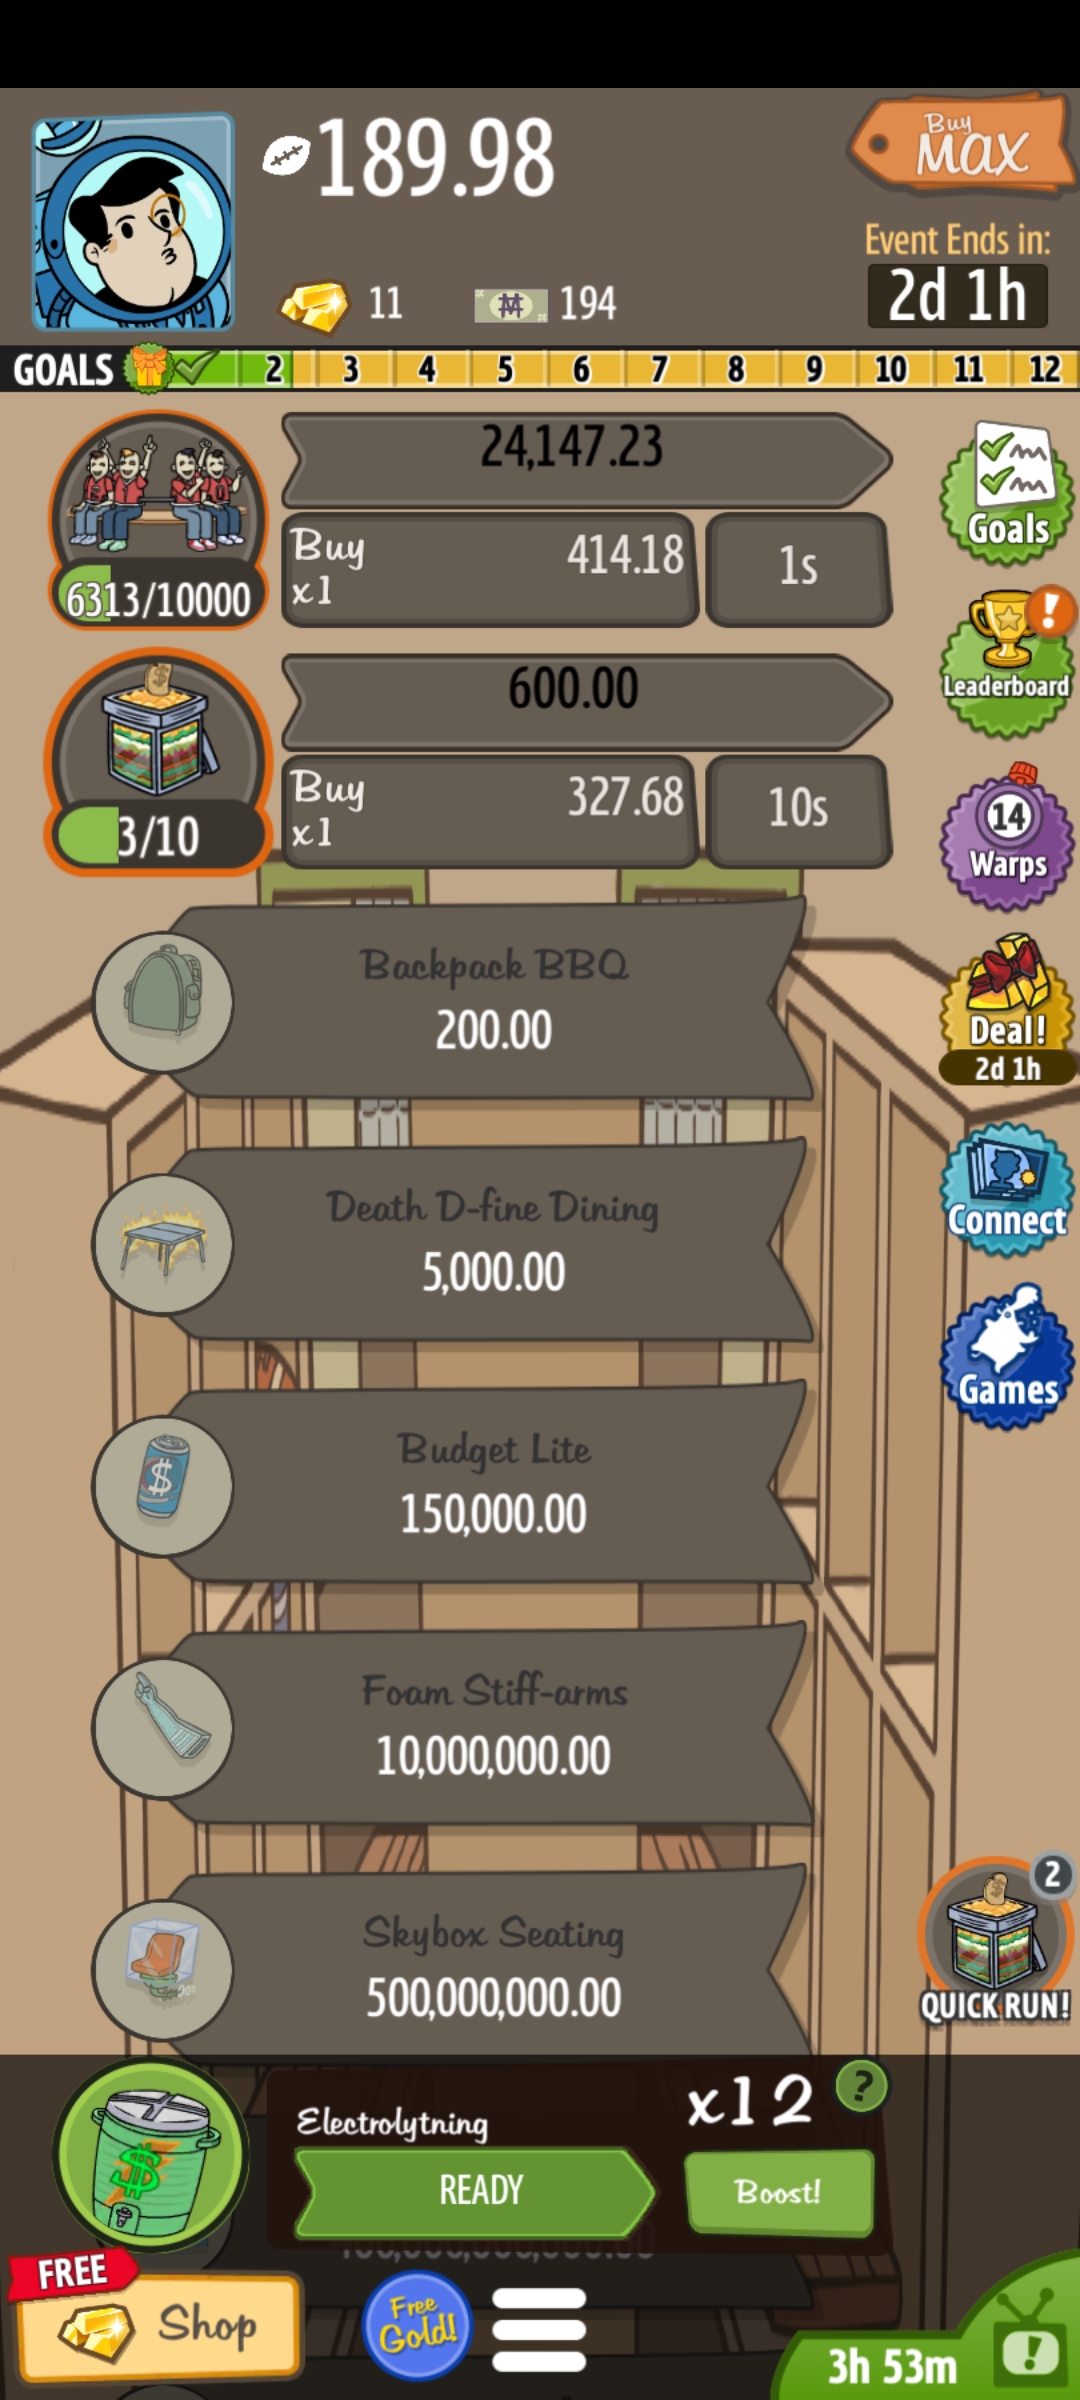 189.98
Buy
MAX
11
194
Event Ends in:
2d 1h
GOALS 2 3 4 5 6 7 8 9 10 11 12
24,147.23
Buy
x1
414.18
1s
6313/10000
Goals
600.00
Buy
x1
327.68
10s
3/10
!
Leaderboard
14
Warps
Backpack BBQ
200.00
Deal!
2d 1h
Death D-fine Dining
5,000.00
Connect
Games
Budget Lite
150,000.00
Foam Stiff-arms
10,000,000.00
Skybox Seating
500,000,000.00
2
QUICK RUN!
Electrolytning
x12
?
READY
Boost!
FREE
Shop
Free
Gold!
3h 53m
!